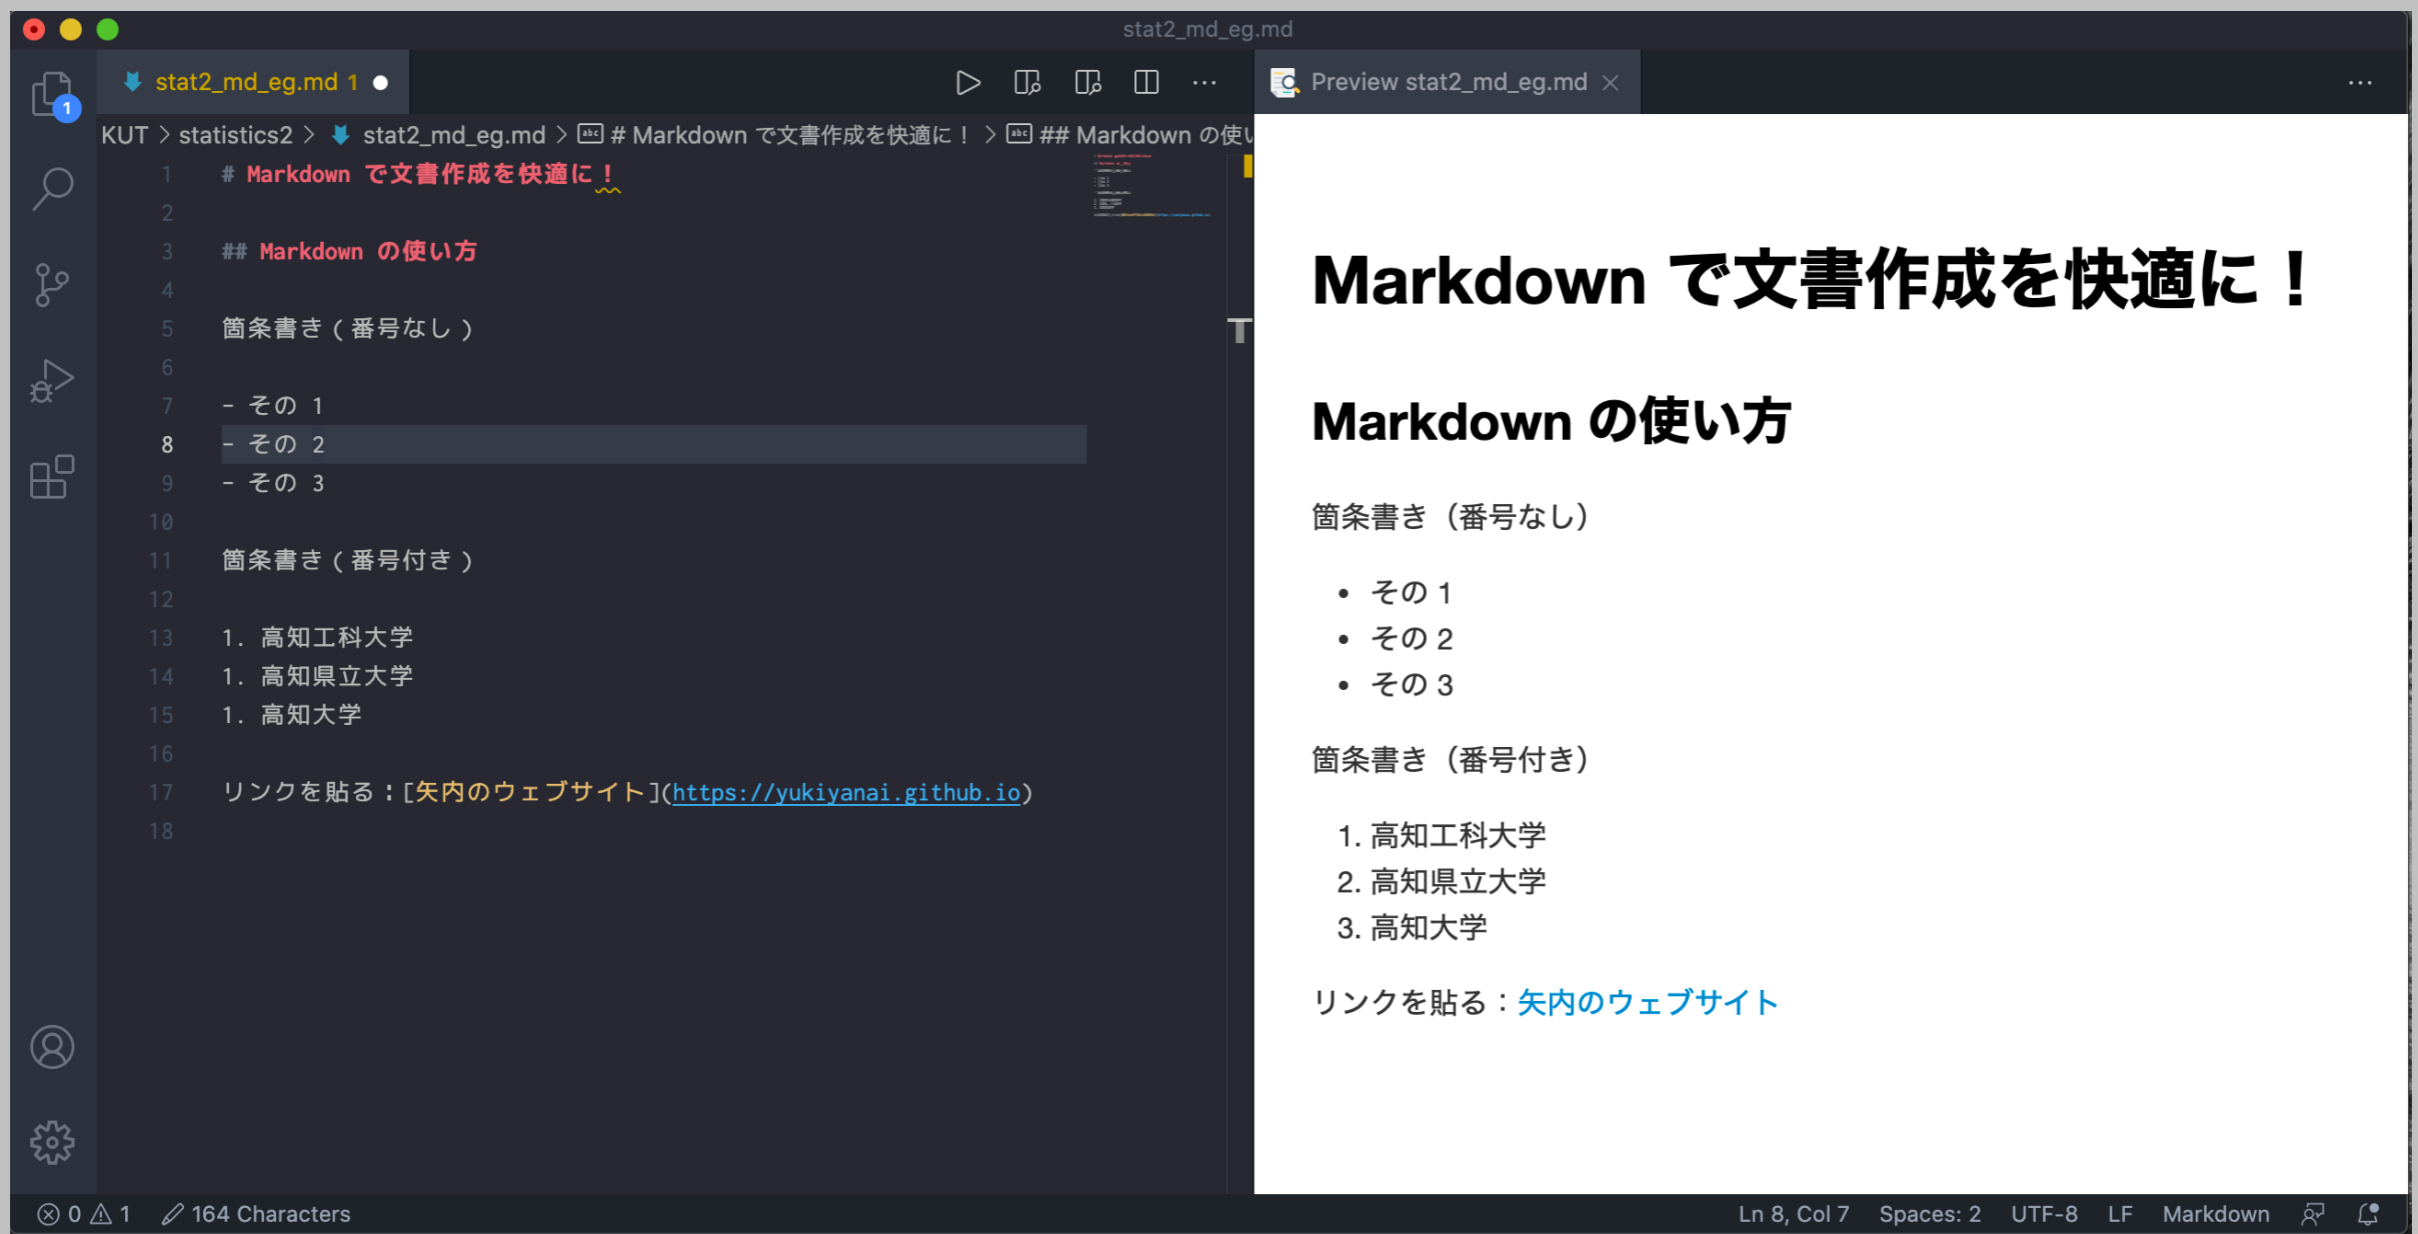 stat2_md_eg.md
stat2_md_eg.md 1
Preview stat2_md_eg.md
1
KUT > statistics2 > stat2_md_eg.md > # Markdown で文書作成を快適に！ > ## Markdown の使い
1 # Markdown で文書作成を快適に！
2
3 ## Markdown の使い方
4
5 箇条書き（番号なし）
6
7 - その 1
8 - その 2
9 - その 3
10
11 箇条書き（番号付き）
12
13 1. 高知工科大学
14 1. 高知県立大学
15 1. 高知大学
16
17 リンクを貼る：[矢内のウェブサイト](https://yukiyanai.github.io)
18
Markdown で文書作成を快適に！
Markdown の使い方
箇条書き（番号なし）
• その 1
• その 2
• その 3
箇条書き（番号付き）
1. 高知工科大学
2. 高知県立大学
3. 高知大学
リンクを貼る：矢内のウェブサイト
0 1 164 Characters
Ln 8, Col 7 Spaces: 2 UTF-8 LF Markdown